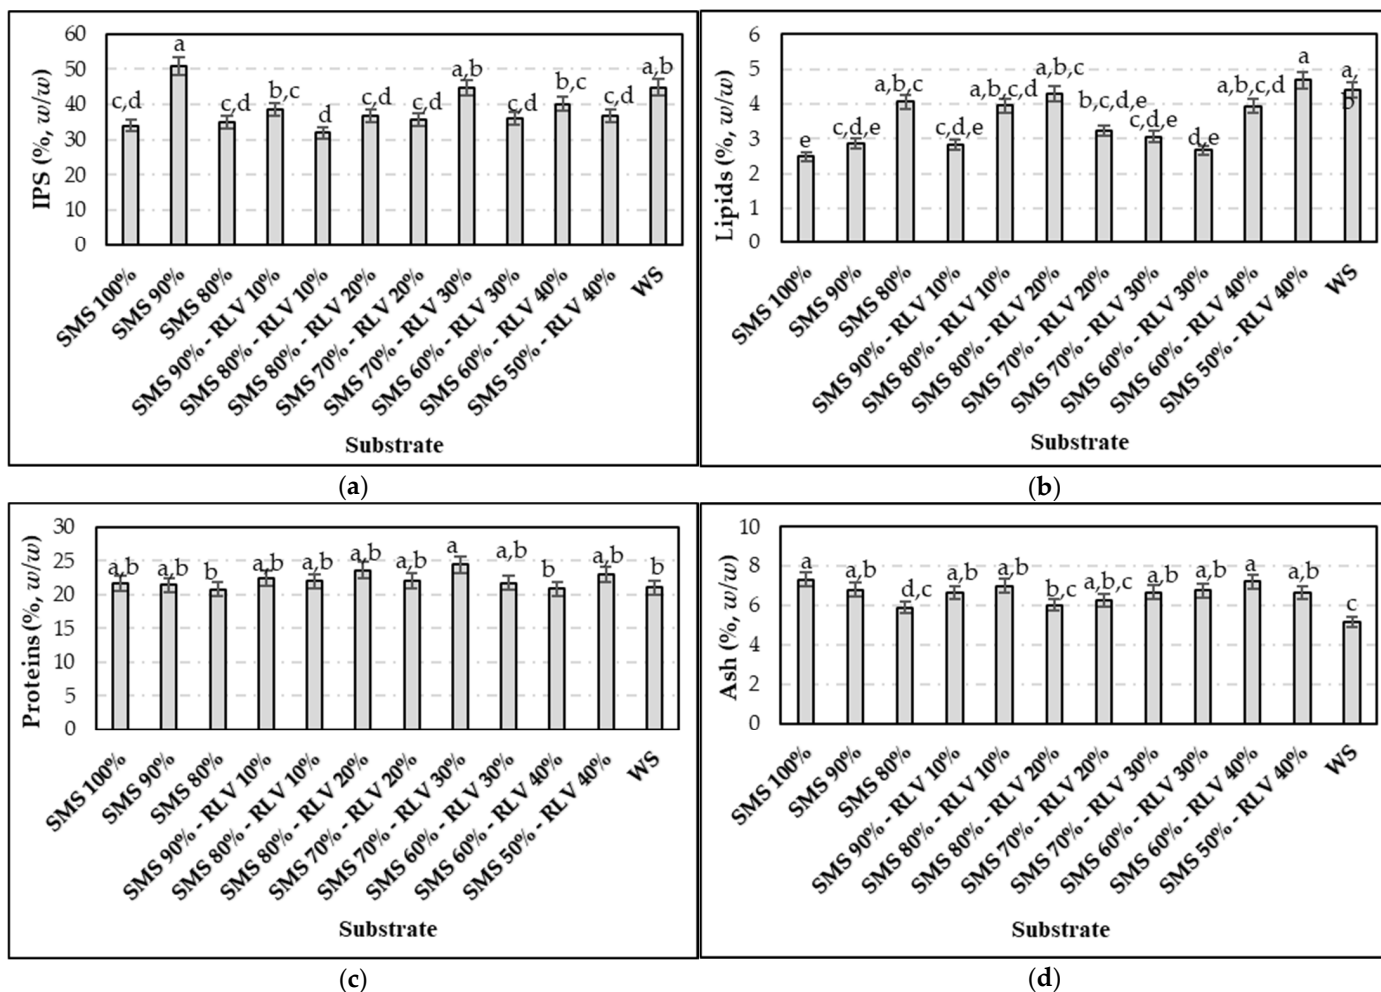 60
50
40
30
20
10
0
IPS (%, w/w)
c,d
a
c,d
b,c
d
c,d
c,d
a,b
c,d
b,c
c,d
a,b
SMS 100%
SMS 90%
SMS 80%
SMS 90% - RLV 10%
SMS 80% - RLV 10%
SMS 80% - RLV 20%
SMS 70% - RLV 20%
SMS 70% - RLV 30%
SMS 60% - RLV 30%
SMS 60% - RLV 40%
SMS 50% - RLV 40%
WS
Substrate
(a)
6
5
4
3
2
1
0
Lipids (%, w/w)
e
c,d,e
a,b,c
c,d,e
a,b,c,d
a,b,c
b,c,d,e
c,d,e
d,e
a,b,c,d
a
a,
b
SMS 100%
SMS 90%
SMS 80%
SMS 90% - RLV 10%
SMS 80% - RLV 10%
SMS 80% - RLV 20%
SMS 70% - RLV 20%
SMS 70% - RLV 30%
SMS 60% - RLV 30%
SMS 60% - RLV 40%
SMS 50% - RLV 40%
WS
Substrate
(b)
30
25
20
15
10
5
0
Proteins (%, w/w)
a,b
a,b
b
a,b
a,b
a,b
a,b
a
a,b
b
a,b
b
SMS 100%
SMS 90%
SMS 80%
SMS 90% - RLV 10%
SMS 80% - RLV 10%
SMS 80% - RLV 20%
SMS 70% - RLV 20%
SMS 70% - RLV 30%
SMS 60% - RLV 30%
SMS 60% - RLV 40%
SMS 50% - RLV 40%
WS
Substrate
(c)
10
8
6
4
2
0
Ash (%, w/w)
a
a,b
d,c
a,b
a,b
b,c
a,b,c
a,b
a,b
a
a,b
c
SMS 100%
SMS 90%
SMS 80%
SMS 90% - RLV 10%
SMS 80% - RLV 10%
SMS 80% - RLV 20%
SMS 70% - RLV 20%
SMS 70% - RLV 30%
SMS 60% - RLV 30%
SMS 60% - RLV 40%
SMS 50% - RLV 40%
WS
Substrate
(d)